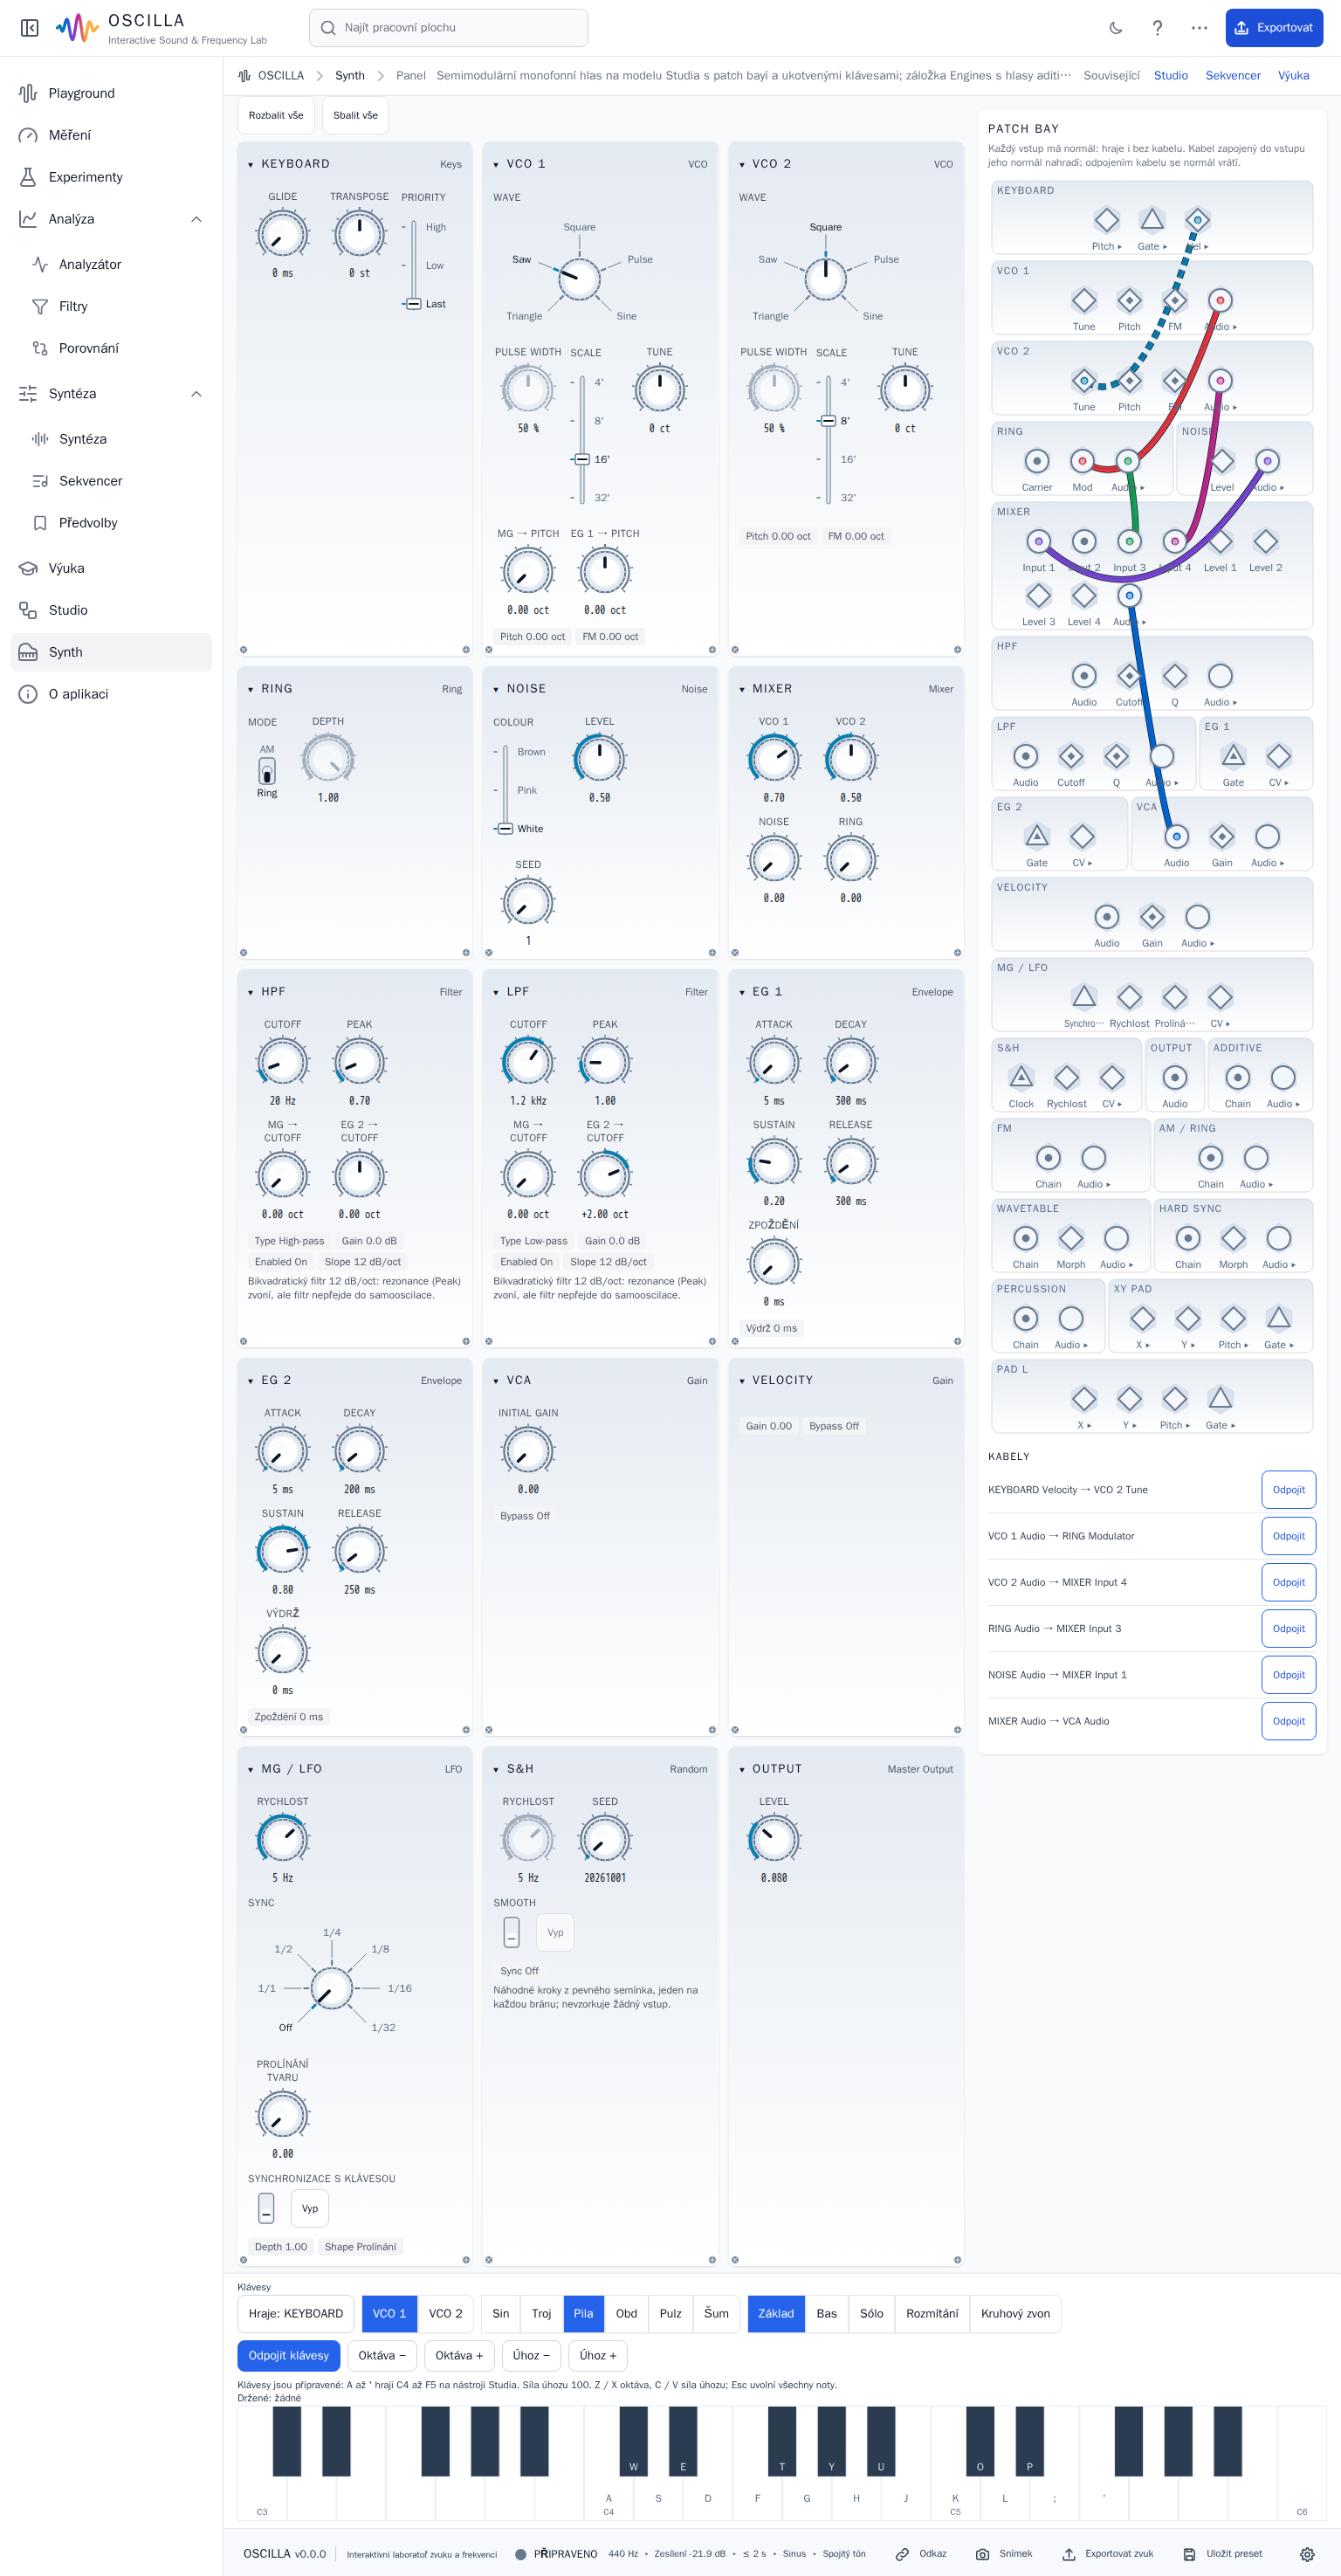 OSCILLA
Interactive Sound & Frequency Lab
Najít pracovní plochu
?
Exportovat
Playground
Měření
Experimenty
Analýza
Analyzátor
Filtry
Porovnání
Syntéza
Syntéza
Sekvencer
Předvolby
Výuka
Studio
Synth
O aplikaci
OSCILLA Synth Panel Semimodulární monofonní hlas na modelu Studia s patch bayí a ukotvenými klávesami; záložka Engines s hlasy aditi… Související Studio Sekvencer Výuka
Rozbalit vše Sbalit vše
KEYBOARD Keys
GLIDE TRANSPOSE PRIORITY
High
Low
Last
0 ms 0 st
VCO 1 VCO
WAVE
Square
Saw Pulse
Triangle Sine
PULSE WIDTH SCALE TUNE
4'
8'
16'
32'
50 % 0 ct
MG → PITCH EG 1 → PITCH
0.00 oct 0.00 oct
Pitch 0.00 oct FM 0.00 oct
VCO 2 VCO
WAVE
Square
Saw Pulse
Triangle Sine
PULSE WIDTH SCALE TUNE
4'
8'
16'
32'
50 % 0 ct
Pitch 0.00 oct FM 0.00 oct
RING Ring
MODE DEPTH
AM
Ring
1.00
NOISE Noise
COLOUR LEVEL
Brown
Pink
White
0.50
SEED
1
MIXER Mixer
VCO 1 VCO 2
0.70 0.50
NOISE RING
0.00 0.00
HPF Filter
CUTOFF PEAK
20 Hz 0.70
MG → CUTOFF EG 2 → CUTOFF
0.00 oct 0.00 oct
Type High-pass Gain 0.0 dB
Enabled On Slope 12 dB/oct
Bikvadratický filtr 12 dB/oct: rezonance (Peak)
zvoní, ale filtr nepřejde do samooscilace.
LPF Filter
CUTOFF PEAK
1.2 kHz 1.00
MG → CUTOFF EG 2 → CUTOFF
0.00 oct +2.00 oct
Type Low-pass Gain 0.0 dB
Enabled On Slope 12 dB/oct
Bikvadratický filtr 12 dB/oct: rezonance (Peak)
zvoní, ale filtr nepřejde do samooscilace.
EG 1 Envelope
ATTACK DECAY
5 ms 300 ms
SUSTAIN RELEASE
0.20 300 ms
ZPOŽDĚNÍ
0 ms
Výdrž 0 ms
EG 2 Envelope
ATTACK DECAY
5 ms 200 ms
SUSTAIN RELEASE
0.80 250 ms
VÝDRŽ
0 ms
Zpoždění 0 ms
VCA Gain
INITIAL GAIN
0.00
Bypass Off
VELOCITY Gain
Gain 0.00 Bypass Off
MG / LFO LFO
RYCHLOST
5 Hz
SYNC
1/4
1/2 1/8
1/1 1/16
Off 1/32
PROLÍNÁNÍ
TVARU
0.00
SYNCHRONIZACE S KLÁVESOU
Vyp
Depth 1.00 Shape Prolínání
S&H Random
RYCHLOST SEED
5 Hz 20261001
SMOOTH
Vyp
Sync Off
Náhodné kroky z pevného semínka, jeden na
každou bránu; nevzorkuje žádný vstup.
OUTPUT Master Output
LEVEL
0.080
PATCH BAY
Každý vstup má normál: hraje i bez kabelu. Kabel zapojený do vstupu
jeho normál nahradí; odpojením kabelu se normál vrátí.
KEYBOARD
Pitch ▸ Gate ▸ Vel ▸
VCO 1
Tune Pitch FM Audio ▸
VCO 2
Tune Pitch FM Audio ▸
RING NOISE
Carrier Mod Audio ▸ Level Audio ▸
MIXER
Input 1 Input 2 Input 3 Input 4 Level 1 Level 2
Level 3 Level 4 Audio ▸
HPF
Audio Cutoff Q Audio ▸
LPF EG 1
Audio Cutoff Q Audio ▸ Gate CV ▸
EG 2 VCA
Gate CV ▸ Audio Gain Audio ▸
VELOCITY
Audio Gain Audio ▸
MG / LFO
Synchro… Rychlost Prolíná… CV ▸
S&H OUTPUT ADDITIVE
Clock Rychlost CV ▸ Audio Chain Audio ▸
FM AM / RING
Chain Audio ▸ Chain Audio ▸
WAVETABLE HARD SYNC
Chain Morph Audio ▸ Chain Morph Audio ▸
PERCUSSION XY PAD
Chain Audio ▸ X ▸ Y ▸ Pitch ▸ Gate ▸
PAD L
X ▸ Y ▸ Pitch ▸ Gate ▸
KABELY
KEYBOARD Velocity → VCO 2 Tune Odpojit
VCO 1 Audio → RING Modulator Odpojit
VCO 2 Audio → MIXER Input 4 Odpojit
RING Audio → MIXER Input 3 Odpojit
NOISE Audio → MIXER Input 1 Odpojit
MIXER Audio → VCA Audio Odpojit
Klávesy
Hraje: KEYBOARD VCO 1 VCO 2 Sin Troj Pila Obd Pulz Šum Základ Bas Sólo Rozmítání Kruhový zvon
Odpojit klávesy Oktáva − Oktáva + Úhoz − Úhoz +
Klávesy jsou připravené: A až ' hrají C4 až F5 na nástroji Studia. Síla úhozu 100. Z / X oktáva, C / V síla úhozu; Esc uvolní všechny noty.
Držené: žádné
W E T Y U O P
A S D F G H J K L ; '
C3 C4 C5 C6
OSCILLA v0.0.0 Interaktivní laboratoř zvuku a frekvencí PŘIPRAVENO 440 Hz • Zesílení -21.9 dB • ≤ 2 s • Sinus • Spojitý tón Odkaz Snímek Exportovat zvuk Uložit preset